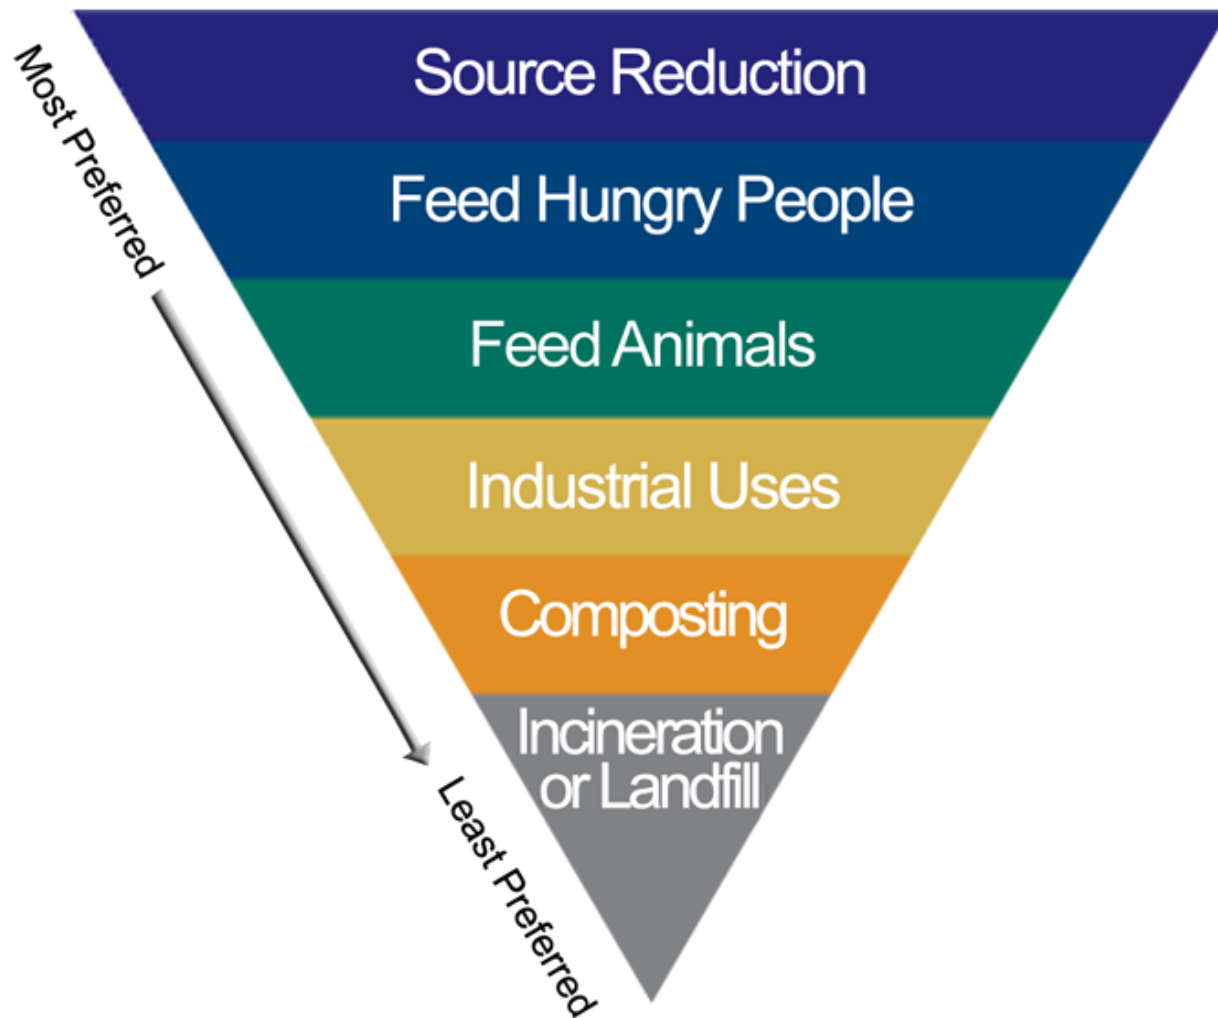 Most Preferred
Source Reduction
Feed Hungry People
Feed Animals
Industrial Uses
Composting
Incineration
or Landfill
Least Preferred